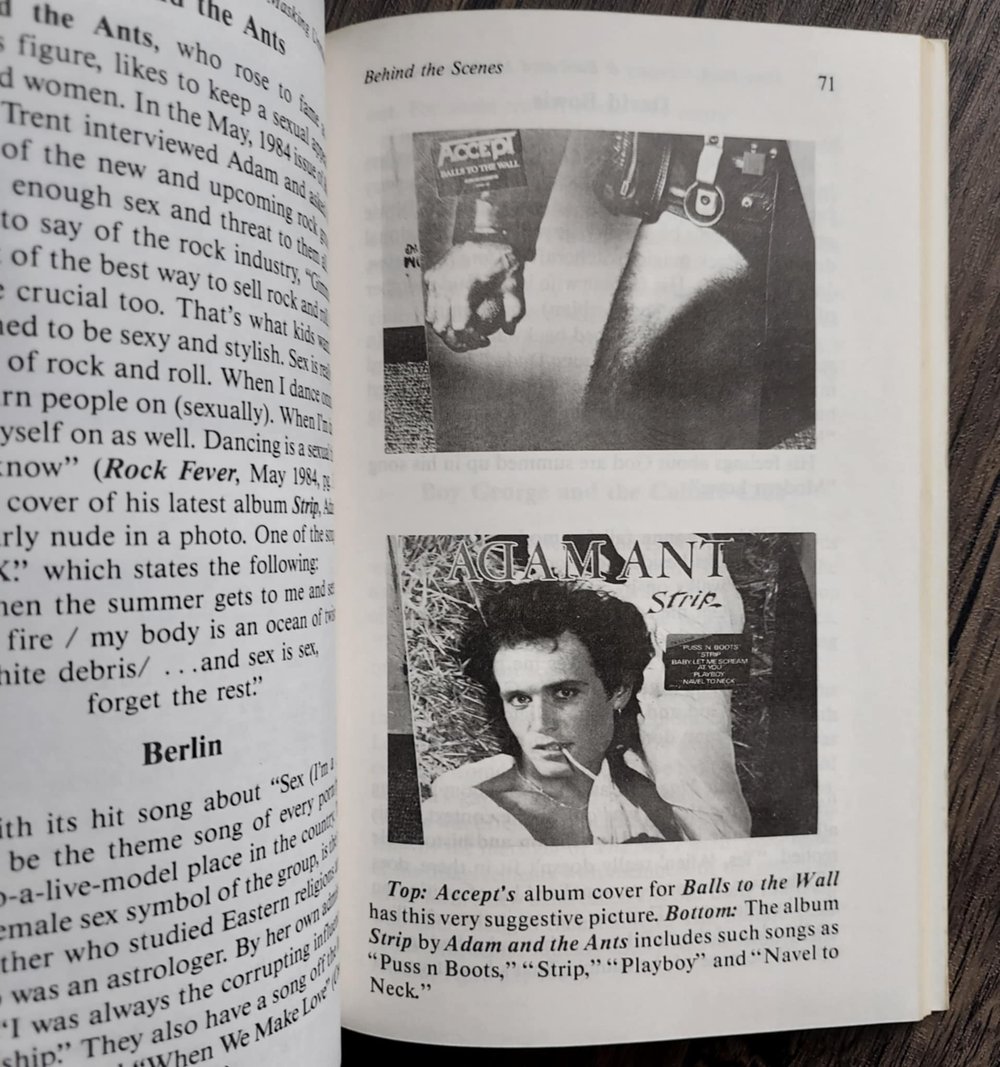 the Ants
the Ants, who rose to fame
figure, likes to keep a sexual
women. In the May, 1984 issue of
Trent interviewed Adam and asked
of the new and upcoming rock
enough sex and threat to them
to say of the rock industry,
of the best way to sell rock and roll
crucial too. That's what kids
to be sexy and stylish. Sex is
of rock and roll. When I dance
people on (sexually). When I'm
myself on as well. Dancing is a sexual
know” (Rock Fever, May 1984, pg.
cover of his latest album Strip,
nude in a photo. One of the
which states the following:
the summer gets to me and
fire / my body is an ocean of
debris/ ...and sex is sex,
forget the rest.”
Berlin
its hit song about “Sex (I'm a
be the theme song of every
-a-live-model place in the country
sex symbol of the group, is the
who studied Eastern religions
was an astrologer. By her own
“I was always the corrupting
They also have a song off the
“When We Make Love”
Behind the Scenes
71
ACCEPT
BALLS TO THE WALL
ADAM ANT
Strip
“PUSS 'N BOOTS”
“STRIP
BABY, LET ME SCREAM
AT YOU
PLAYBOY
NAVEL TO NECK
Top: Accept's album cover for Balls to the Wall
has this very suggestive picture. Bottom: The album
Strip by Adam and the Ants includes such songs as
“Puss n Boots,” “Strip,” “Playboy” and “Navel to
Neck.”